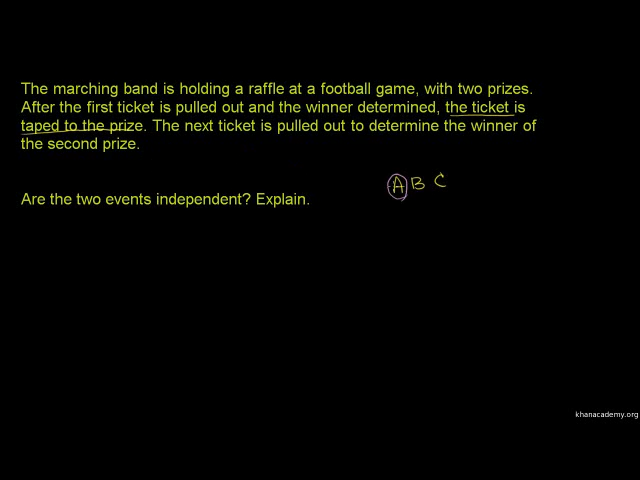 The marching band is holding a raffle at a football game, with two prizes.
After the first ticket is pulled out and the winner determined, the ticket is
taped to the prize. The next ticket is pulled out to determine the winner of
the second prize.
A B C
Are the two events independent? Explain.
khanacademy.org